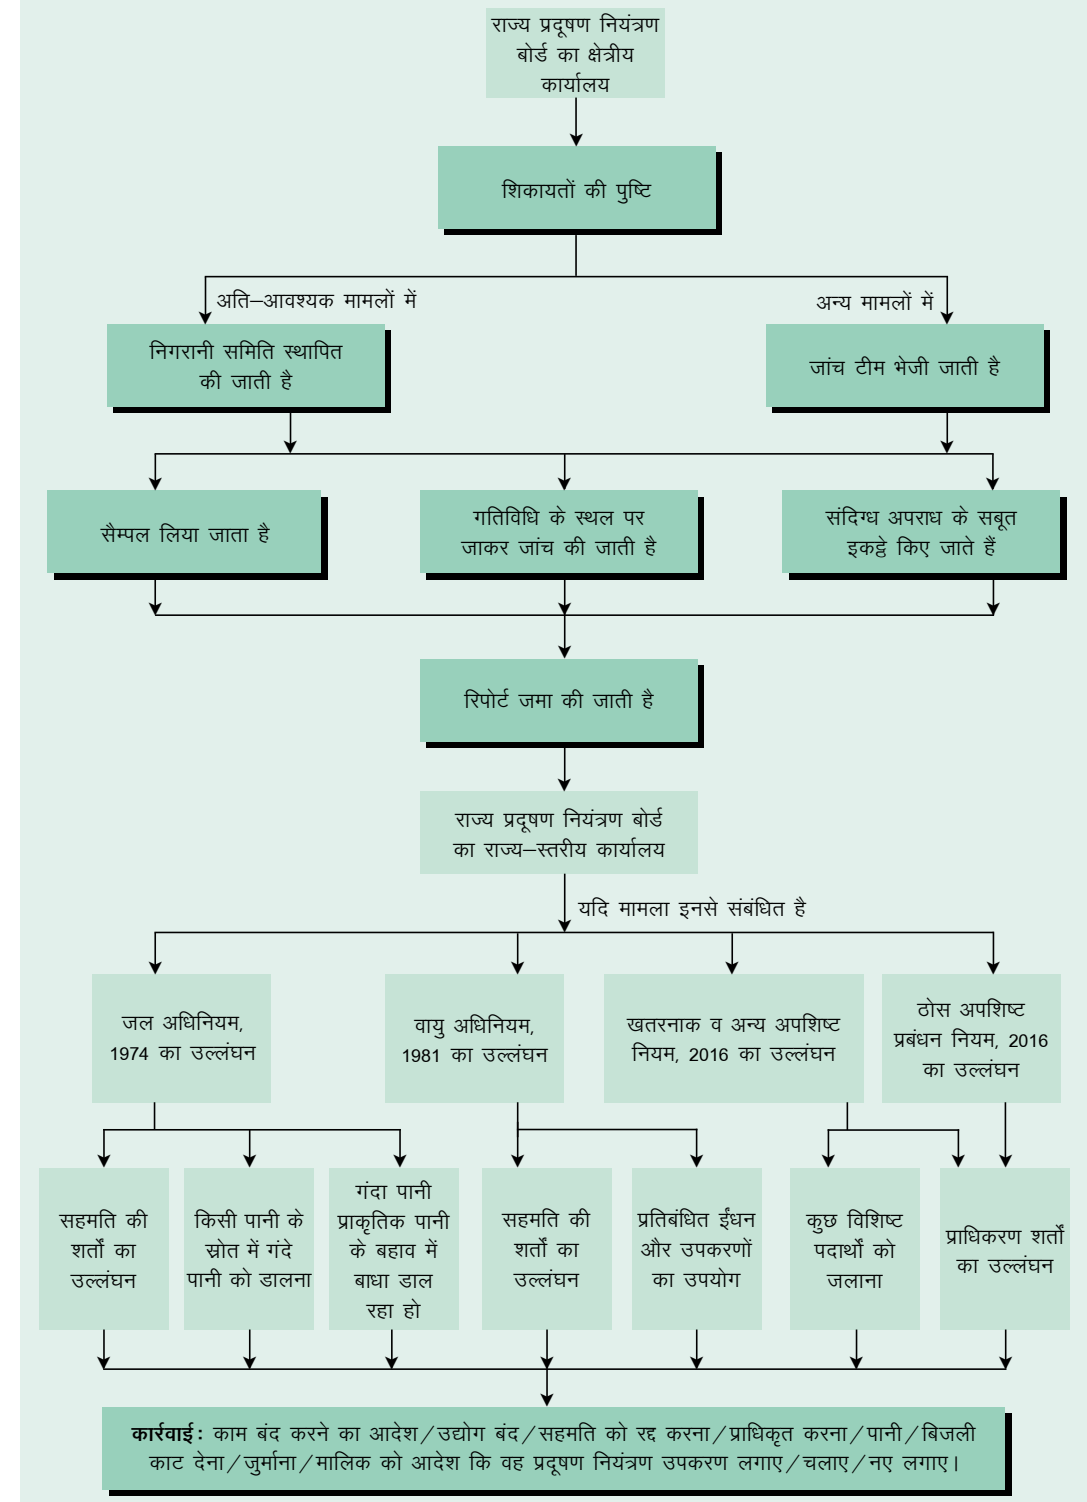 राज्य प्रदूषण नियंत्रण
बोर्ड का क्षेत्रीय
कार्यालय
शिकायतों की पुष्टि
अति–आवश्यक मामलों में
अन्य मामलों में
निगरानी समिति स्थापित
की जाती है
जांच टीम भेजी जाती है
सैम्पल लिया जाता है
गतिविधि के स्थल पर
जाकर जांच की जाती है
संदिग्ध अपराध के सबूत
इकट्ठे किए जाते हैं
रिपोर्ट जमा की जाती है
राज्य प्रदूषण नियंत्रण बोर्ड
का राज्य–स्तरीय कार्यालय
यदि मामला इनसे संबंधित है
जल अधिनियम,
1974 का उल्लंघन
वायु अधिनियम,
1981 का उल्लंघन
खतरनाक व अन्य अपशिष्ट
नियम, 2016 का उल्लंघन
ठोस अपशिष्ट
प्रबंधन नियम, 2016
का उल्लंघन
सहमति की
शर्तों का
उल्लंघन
किसी पानी के
स्रोत में गंदे
पानी को डालना
गंदा पानी
प्राकृतिक पानी
के बहाव में
बाधा डाल
रहा हो
सहमति की
शर्तों का
उल्लंघन
प्रतिबंधित ईंधन
और उपकरणों
का उपयोग
कुछ विशिष्ट
पदार्थों को
जलाना
प्राधिकरण शर्तों
का उल्लंघन
कार्रवाई: काम बंद करने का आदेश/उद्योग बंद/सहमति को रद्द करना/प्राधिकृत करना/पानी/बिजली
काट देना/जुर्माना/मालिक को आदेश कि वह प्रदूषण नियंत्रण उपकरण लगाए/चलाए/नए लगाए।